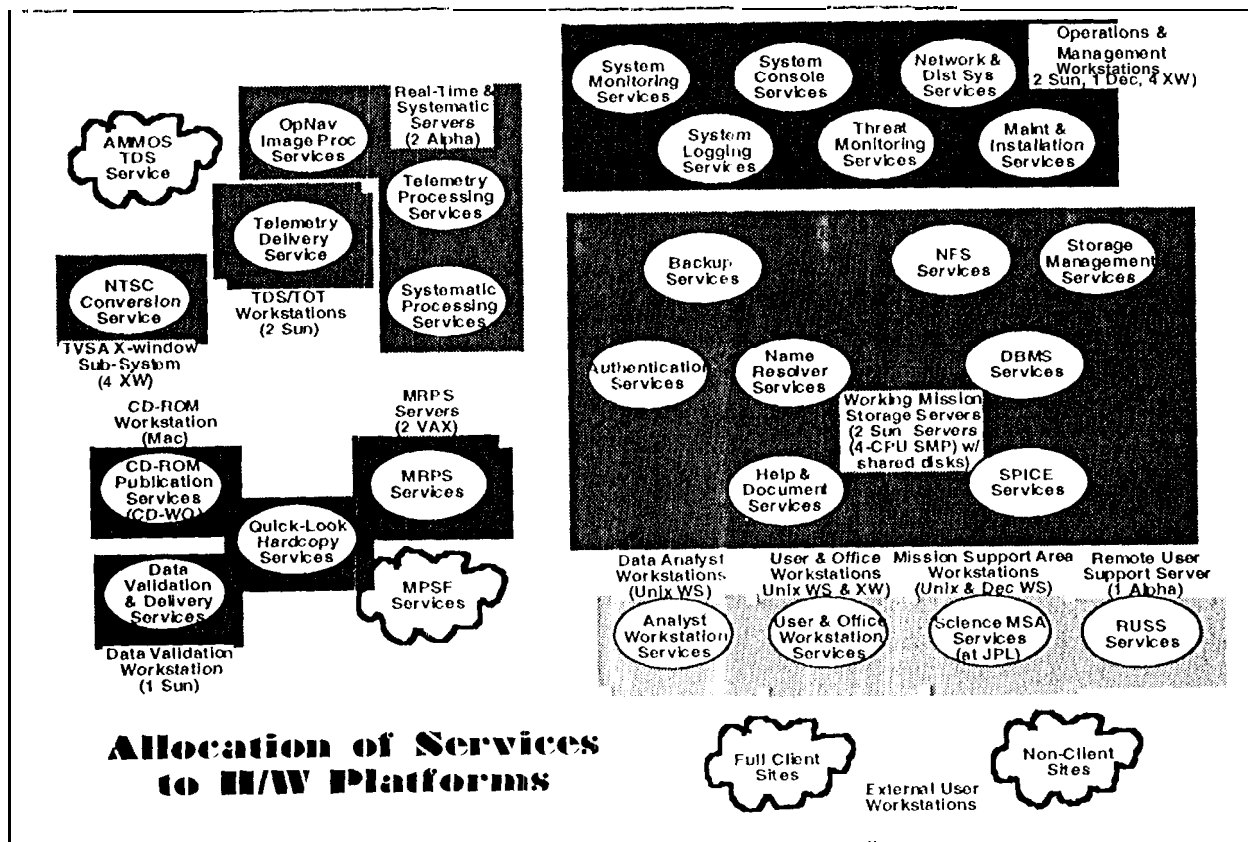 AMMOS
TDS
Service
OpNav
Image Proc
Services
Real-Time &
Systematic
Servers
(2 Alpha)
Telemetry
Processing
Services
Telemetry
Delivery
Service
Systematic
Processing
Services
NTSC
Conversion
Service
TDS/TOT
Workstations
(2 Sun)
TVSA X-window
Sub-System
(4 XW)
CD-ROM
Workstation
(Mac)
MRPS
Servers
(2 VAX)
CD-ROM
Publication
Services
(CD-WO)
MRPS
Services
Quick-Look
Hardcopy
Services
Data
Validation
& Delivery
Services
MPSF
Services
Data Validation
Workstation
(1 Sun)
Operations &
Management
Workstations
(2 Sun, 1 Dec, 4 XW)
System
Monitoring
Services
System
Console
Services
Network &
Dist Sys
Services
System
Logging
Services
Threat
Monitoring
Services
Maint &
Installation
Services
Backup
Services
NFS
Services
Storage
Management
Services
Authentication
Services
Name
Resolver
Services
DBMS
Services
Working Mission
Storage Servers
(2 Sun Servers
(4-CPU SMP) w/
shared disks)
Help &
Document
Services
SPICE
Services
Data Analyst
Workstations
(Unix WS)
User & Office
Workstations
Unix WS & XW)
Mission Support Area
Workstations
(Unix & Dec WS)
Remote User
Support Server
(1 Alpha)
Analyst
Workstation
Services
User & Office
Workstation
Services
Science MSA
Services
(at JPL)
RUSS
Services
Allocation of Services
to H/W Platforms
Full Client
Sites
External User
Workstations
Non-Client
Sites